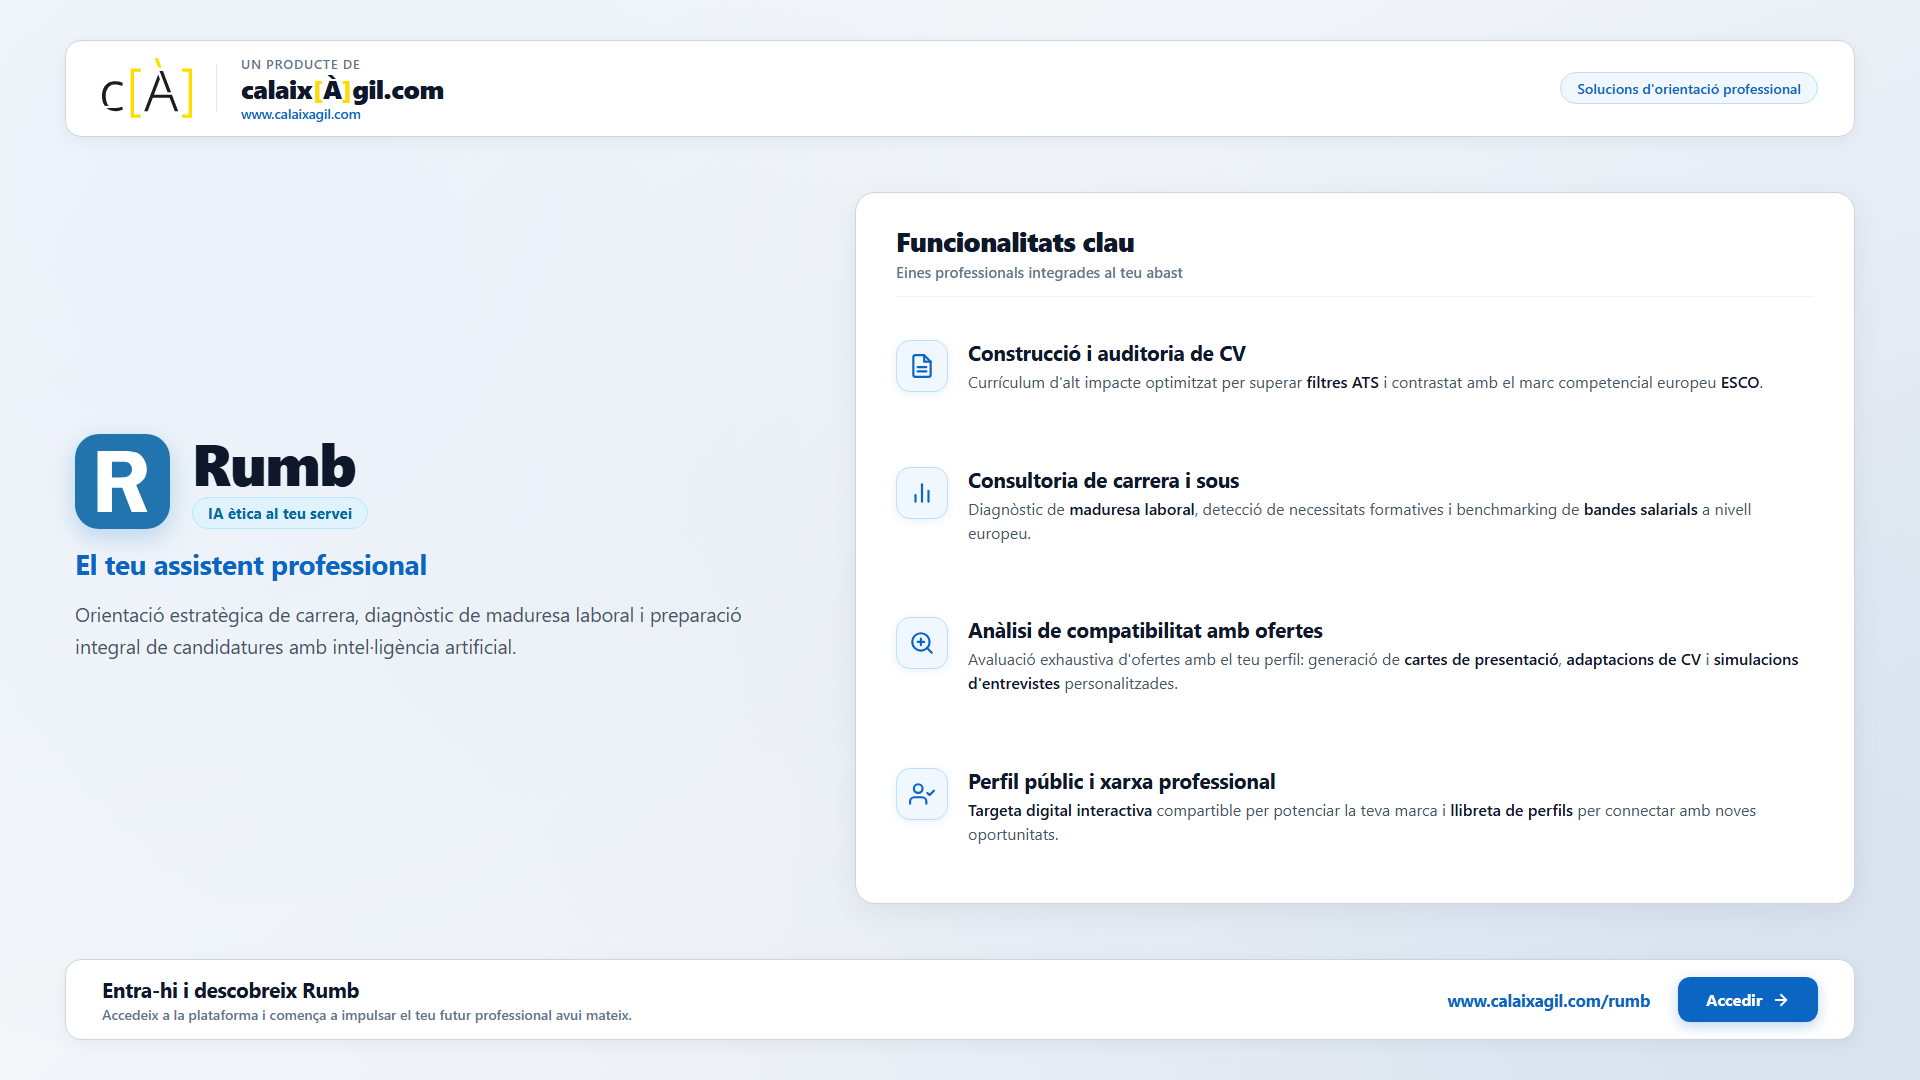 c[À]
UN PRODUCTE DE
calaix[À]gil.com
www.calaixagil.com
Solucions d'orientació professional
R
Rumb
IA ètica al teu servei
El teu assistent professional
Orientació estratègica de carrera, diagnòstic de maduresa laboral i preparació
integral de candidatures amb intel·ligència artificial.
Funcionalitats clau
Eines professionals integrades al teu abast
Construcció i auditoria de CV
Currículum d'alt impacte optimitzat per superar filtres ATS i contrastat amb el marc competencial europeu ESCO.
Consultoria de carrera i sous
Diagnòstic de maduresa laboral, detecció de necessitats formatives i benchmarking de bandes salarials a nivell
europeu.
Anàlisi de compatibilitat amb ofertes
Avaluació exhaustiva d'ofertes amb el teu perfil: generació de cartes de presentació, adaptacions de CV i simulacions
d'entrevistes personalitzades.
Perfil públic i xarxa professional
Targeta digital interactiva compartible per potenciar la teva marca i llibreta de perfils per connectar amb noves
oportunitats.
Entra-hi i descobreix Rumb
Accedeix a la plataforma i comença a impulsar el teu futur professional avui mateix.
www.calaixagil.com/rumb
Accedir →